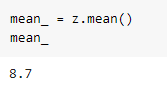 mean_ = z.mean()
mean_
8.7